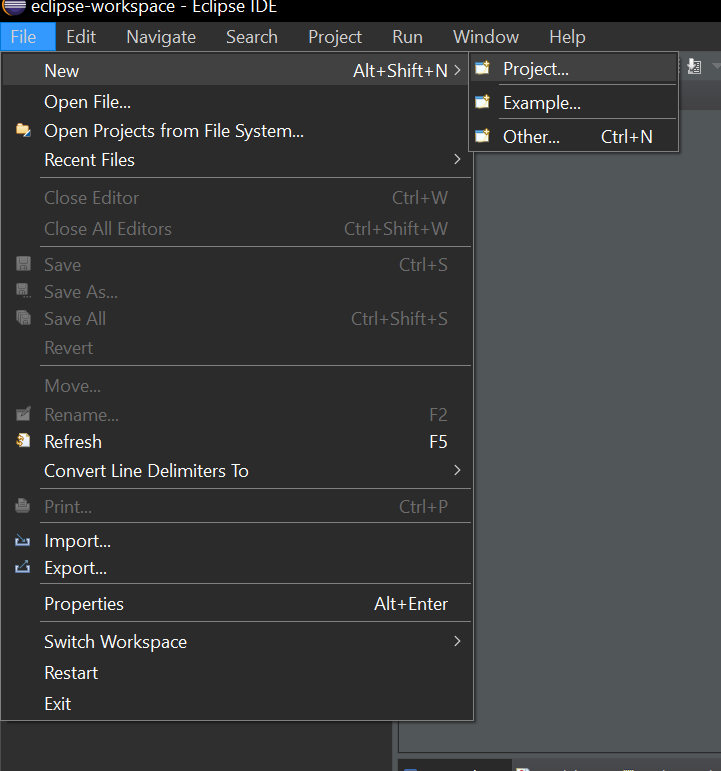 eclipse-workspace - Eclipse IDE
File Edit Navigate Search Project Run Window Help
New Alt+Shift+N
Project...
Open File...
Example...
Open Projects from File System...
Other... Ctrl+N
Recent Files
Close Editor Ctrl+W
Close All Editors Ctrl+Shift+W
Save Ctrl+S
Save As...
Save All Ctrl+Shift+S
Revert
Move...
Rename... F2
Refresh F5
Convert Line Delimiters To
Print... Ctrl+P
Import...
Export...
Properties Alt+Enter
Switch Workspace
Restart
Exit